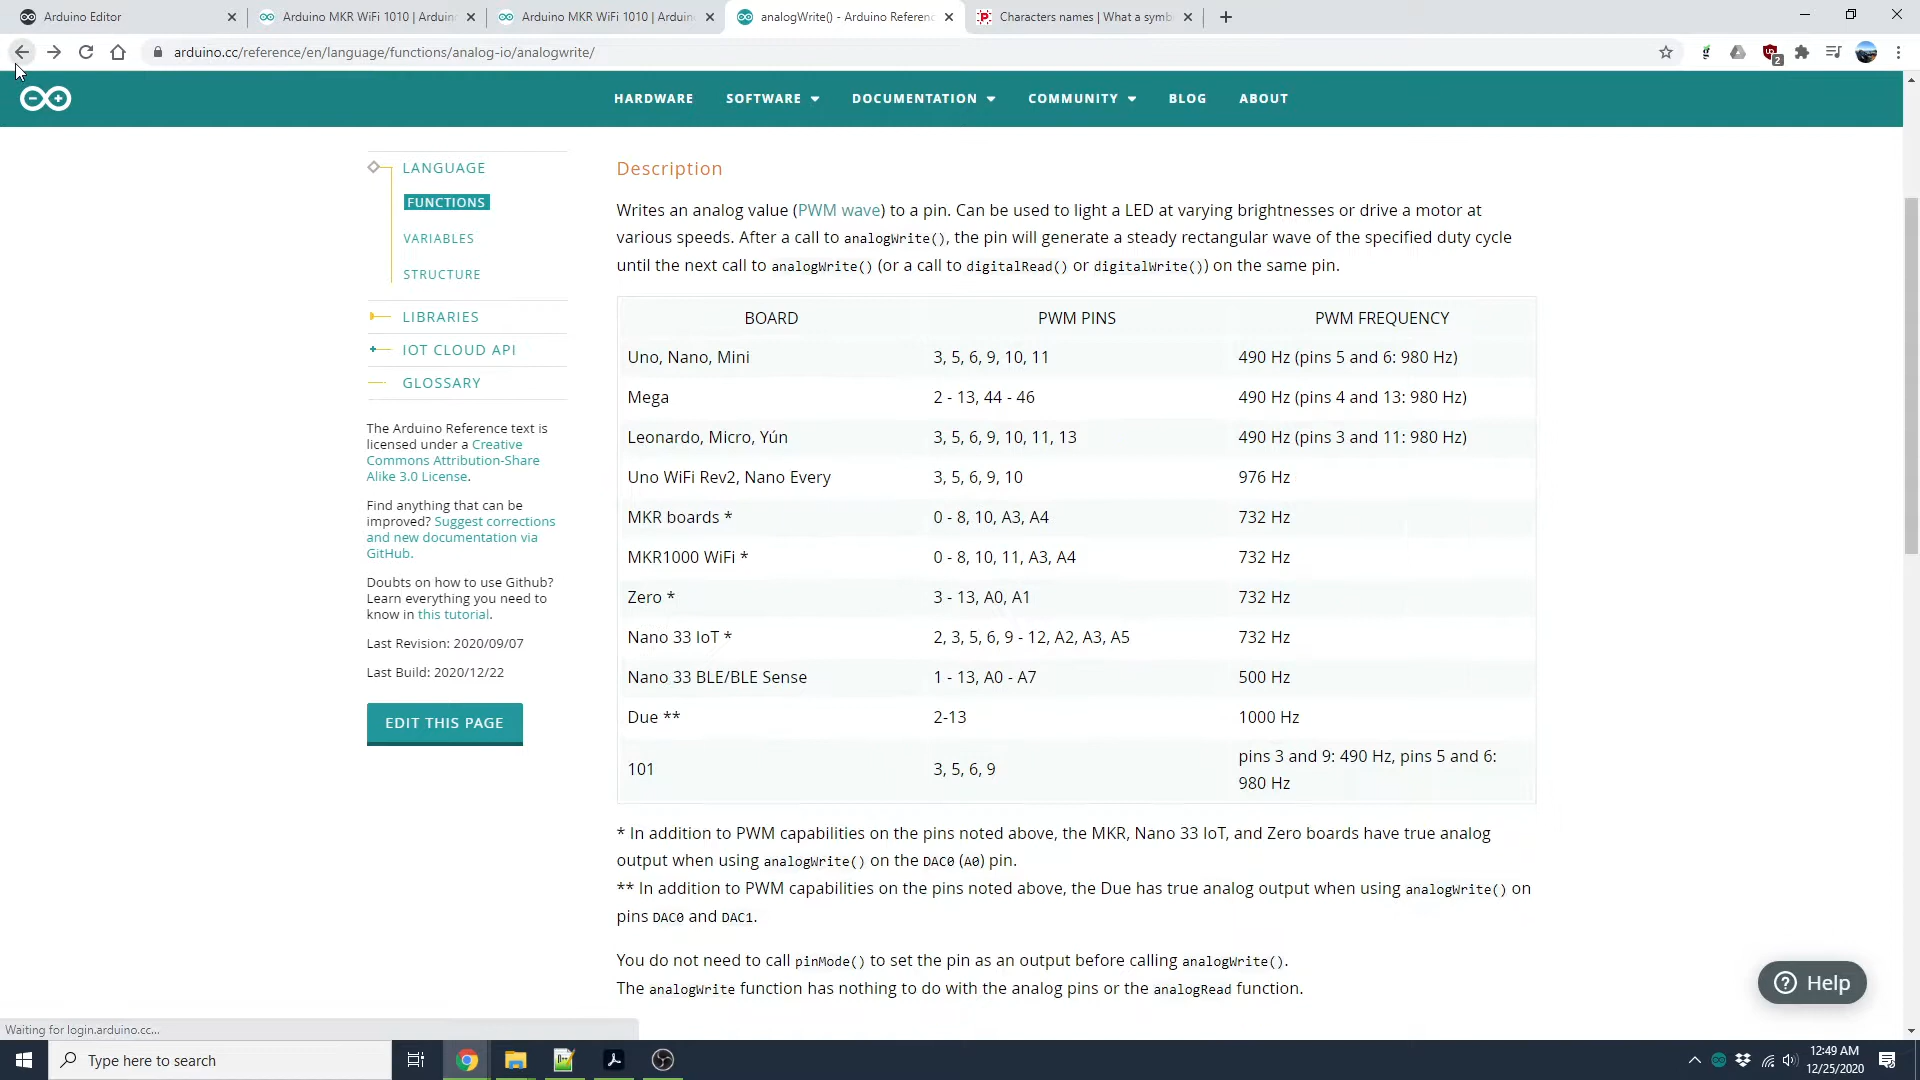 Arduino Editor
Arduino MKR WiFi 1010 | Arduin
Arduino MKR WiFi 1010 | Arduin
analogWrite() - Arduino Referenc
Characters names | What a symb
arduino.cc/reference/en/language/functions/analog-io/analogwrite/
2
HARDWARE
SOFTWARE
DOCUMENTATION
COMMUNITY
BLOG
ABOUT
LANGUAGE
FUNCTIONS
VARIABLES
STRUCTURE
LIBRARIES
IOT CLOUD API
GLOSSARY
The Arduino Reference text is
licensed under a Creative
Commons Attribution-Share
Alike 3.0 License.
Find anything that can be
improved? Suggest corrections
and new documentation via
GitHub.
Doubts on how to use Github?
Learn everything you need to
know in this tutorial.
Last Revision: 2020/09/07
Last Build: 2020/12/22
EDIT THIS PAGE
Description
Writes an analog value (PWM wave) to a pin. Can be used to light a LED at varying brightnesses or drive a motor at
various speeds. After a call to analogWrite(), the pin will generate a steady rectangular wave of the specified duty cycle
until the next call to analogWrite() (or a call to digitalRead() or digitalWrite()) on the same pin.
BOARD PWM PINS PWM FREQUENCY
Uno, Nano, Mini 3, 5, 6, 9, 10, 11 490 Hz (pins 5 and 6: 980 Hz)
Mega 2 - 13, 44 - 46 490 Hz (pins 4 and 13: 980 Hz)
Leonardo, Micro, Yún 3, 5, 6, 9, 10, 11, 13 490 Hz (pins 3 and 11: 980 Hz)
Uno WiFi Rev2, Nano Every 3, 5, 6, 9, 10 976 Hz
MKR boards * 0 - 8, 10, A3, A4 732 Hz
MKR1000 WiFi * 0 - 8, 10, 11, A3, A4 732 Hz
Zero * 3 - 13, A0, A1 732 Hz
Nano 33 IoT * 2, 3, 5, 6, 9 - 12, A2, A3, A5 732 Hz
Nano 33 BLE/BLE Sense 1 - 13, A0 - A7 500 Hz
Due ** 2-13 1000 Hz
101 3, 5, 6, 9 pins 3 and 9: 490 Hz, pins 5 and 6:
980 Hz
* In addition to PWM capabilities on the pins noted above, the MKR, Nano 33 IoT, and Zero boards have true analog
output when using analogWrite() on the DAC0 (A0) pin.
** In addition to PWM capabilities on the pins noted above, the Due has true analog output when using analogWrite() on
pins DAC0 and DAC1.
You do not need to call pinMode() to set the pin as an output before calling analogWrite().
The analogWrite function has nothing to do with the analog pins or the analogRead function.
Help
Waiting for login.arduino.cc...
Type here to search
12:49 AM
12/25/2020